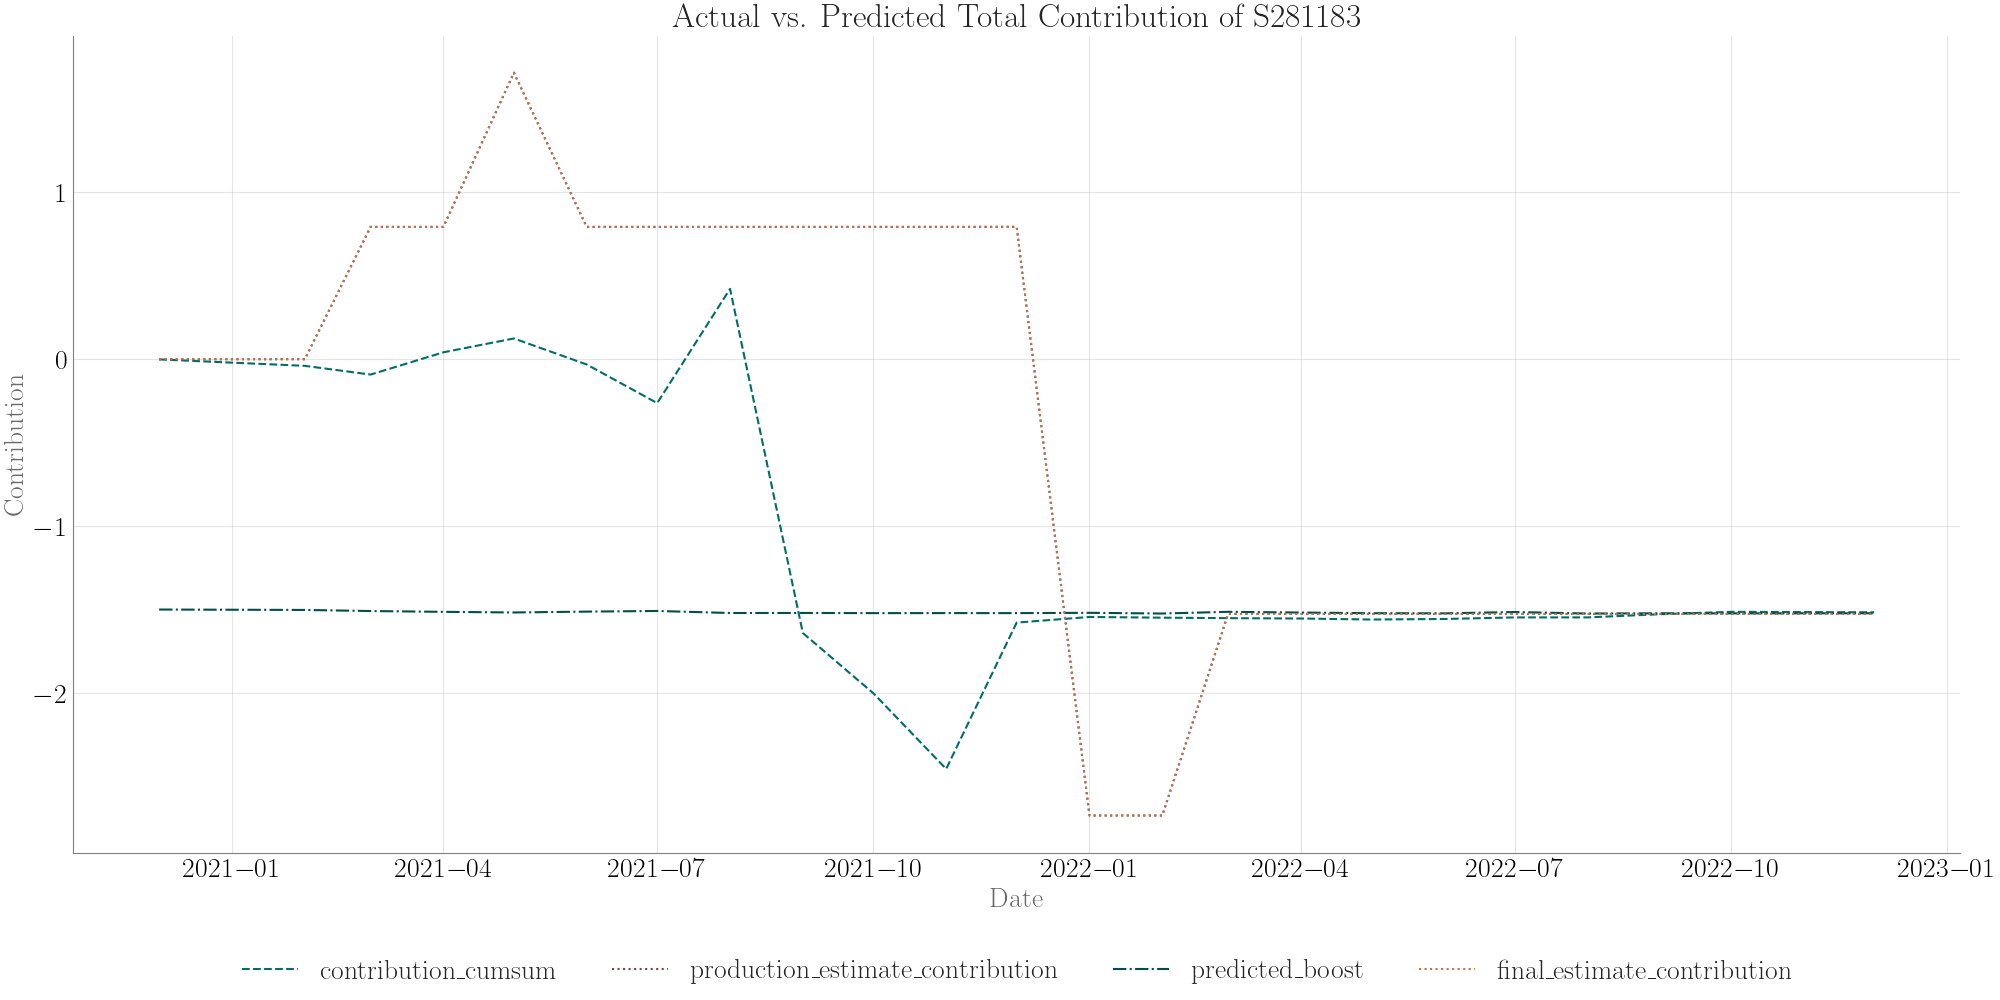 Actual vs. Predicted Total Contribution of S281183
Contribution
1
0
−1
−2
2021−01 2021−04 2021−07 2021−10 2022−01 2022−04 2022−07 2022−10 2023−01
Date
contribution_cumsum production_estimate_contribution predicted_boost final_estimate_contribution